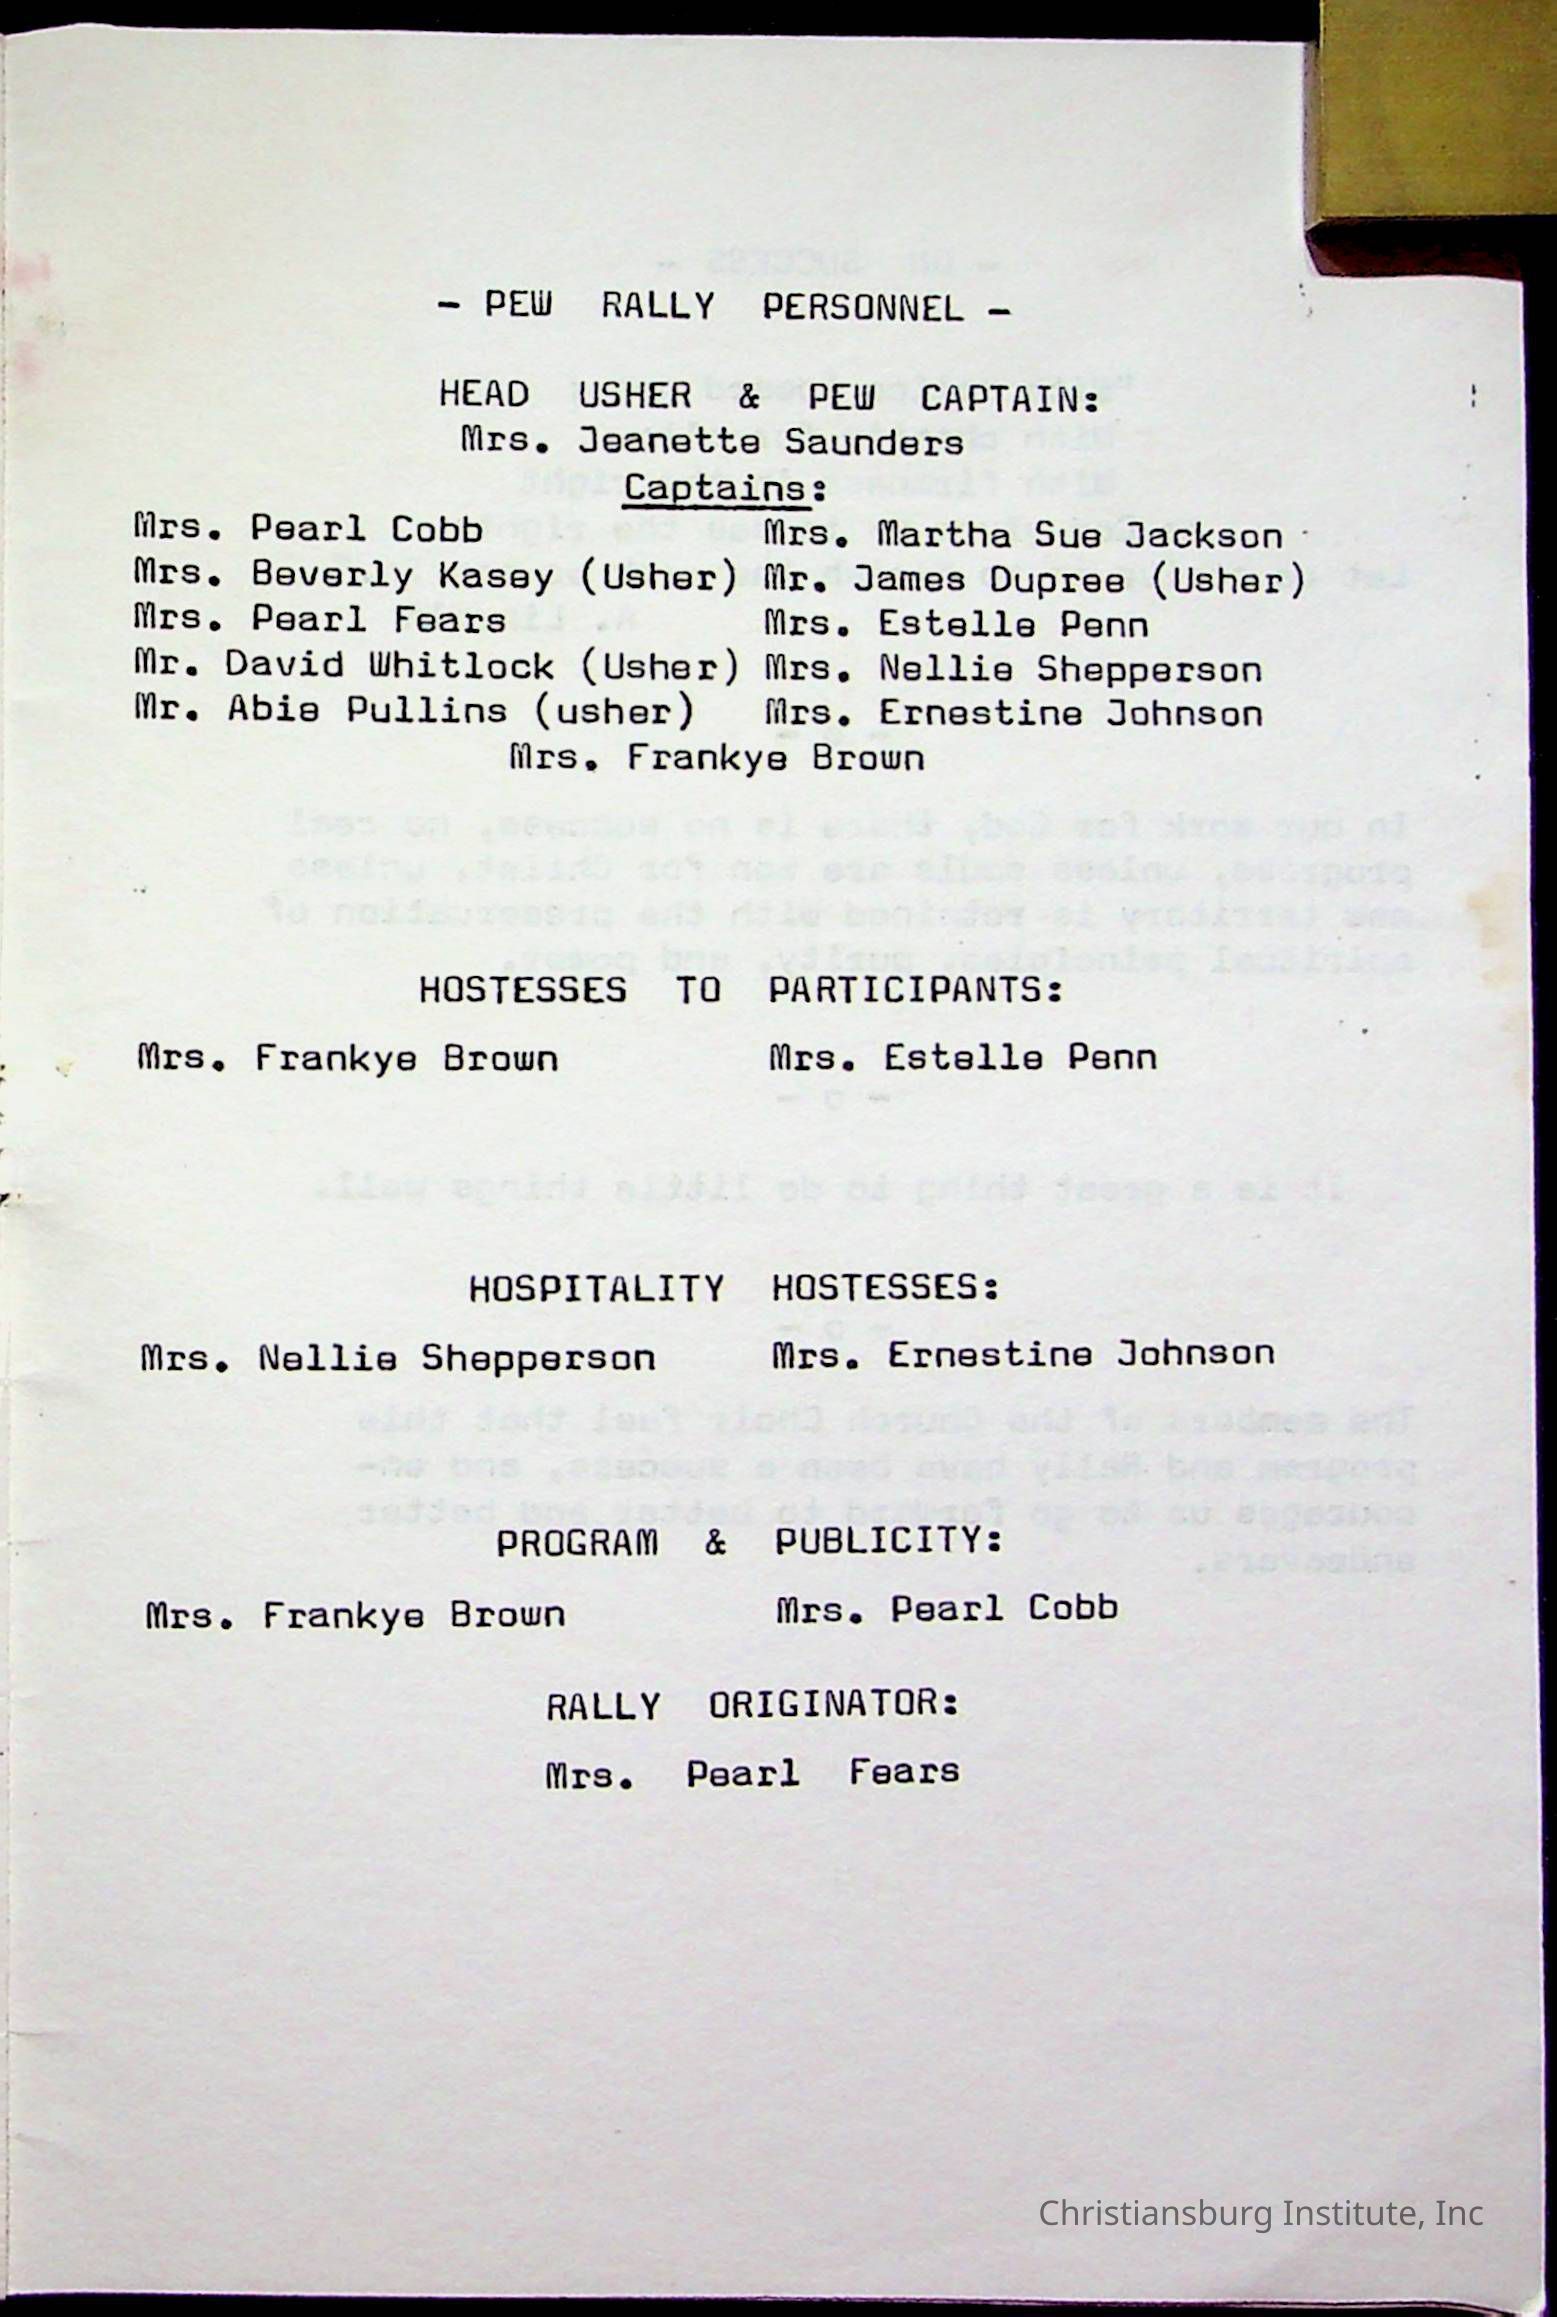 - PEW RALLY PERSONNEL -
HEAD USHER & PEW CAPTAIN:
Mrs. Jeanette Saunders
Captains:
Mrs. Pearl Cobb Mrs. Martha Sue Jackson
Mrs. Beverly Kasey (Usher) Mr. James Dupree (Usher)
Mrs. Pearl Fears Mrs. Estelle Penn
Mr. David Whitlock (Usher) Mrs. Nellie Shepperson
Mr. Abie Pullins (usher) Mrs. Ernestine Johnson
Mrs. Frankye Brown
HOSTESSES TO PARTICIPANTS:
Mrs. Frankye Brown Mrs. Estelle Penn
HOSPITALITY HOSTESSES:
Mrs. Nellie Shepperson Mrs. Ernestine Johnson
PROGRAM & PUBLICITY:
Mrs. Frankye Brown Mrs. Pearl Cobb
RALLY ORIGINATOR:
Mrs. Pearl Fears
Christiansburg Institute, Inc